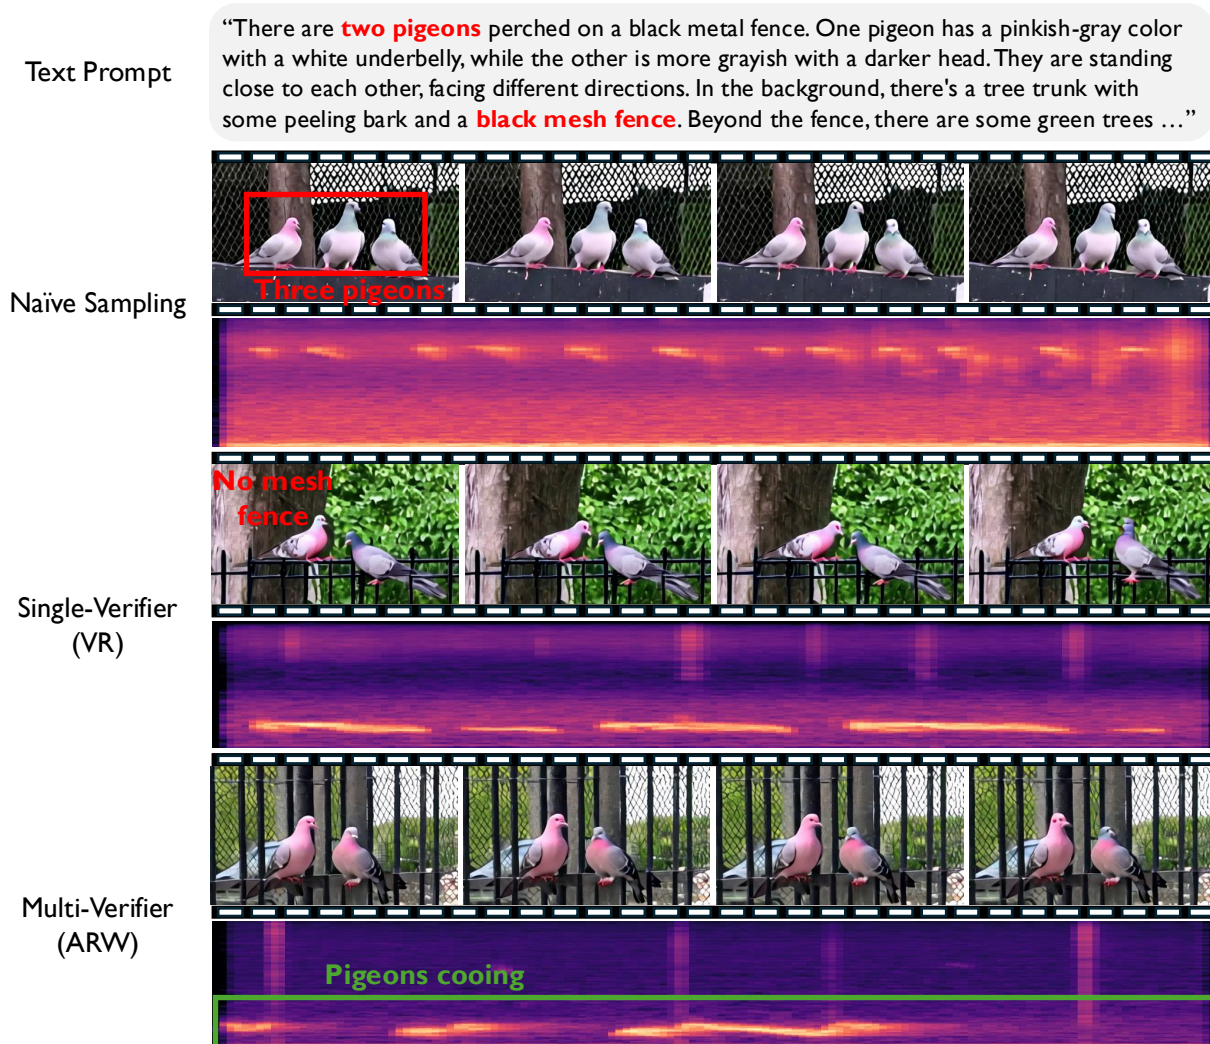 Text Prompt
“There are two pigeons perched on a black metal fence. One pigeon has a pinkish-gray color
with a white underbelly, while the other is more grayish with a darker head. They are standing
close to each other, facing different directions. In the background, there's a tree trunk with
some peeling bark and a black mesh fence. Beyond the fence, there are some green trees …”
Naïve Sampling
Three pigeons
No mesh
fence
Single-Verifier
(VR)
Multi-Verifier
(ARW)
Pigeons cooing